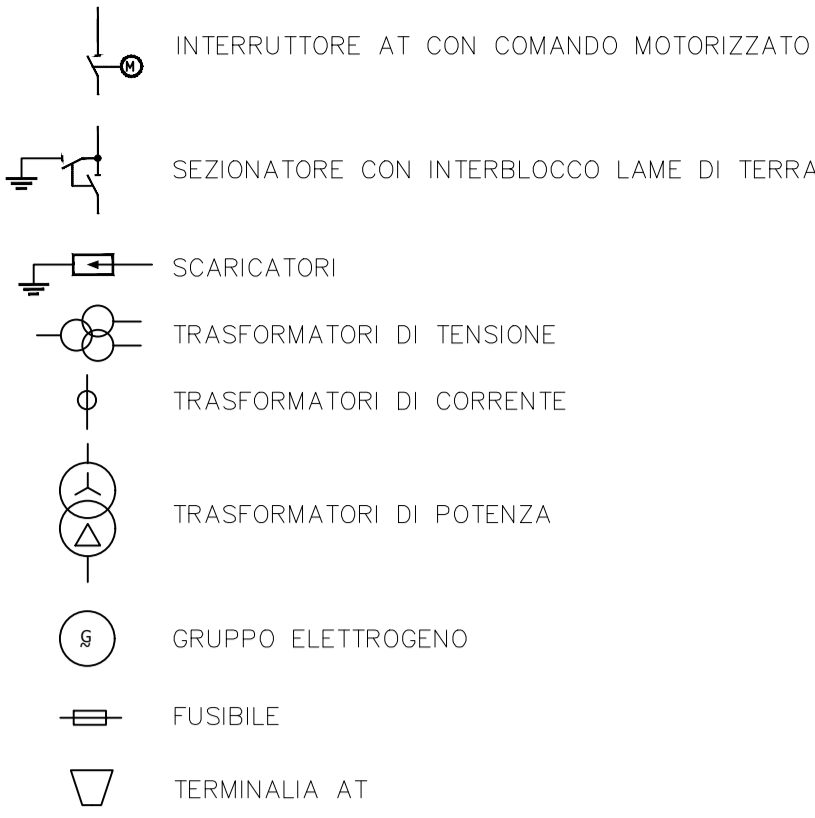 INTERRUTTORE AT CON COMANDO MOTORIZZATO
M
SEZIONATORE CON INTERBLOCCO LAME DI TERRA
SCARICATORI
TRASFORMATORI DI TENSIONE
TRASFORMATORI DI CORRENTE
TRASFORMATORI DI POTENZA
G
GRUPPO ELETTROGENO
FUSIBILE
TERMINALIA AT